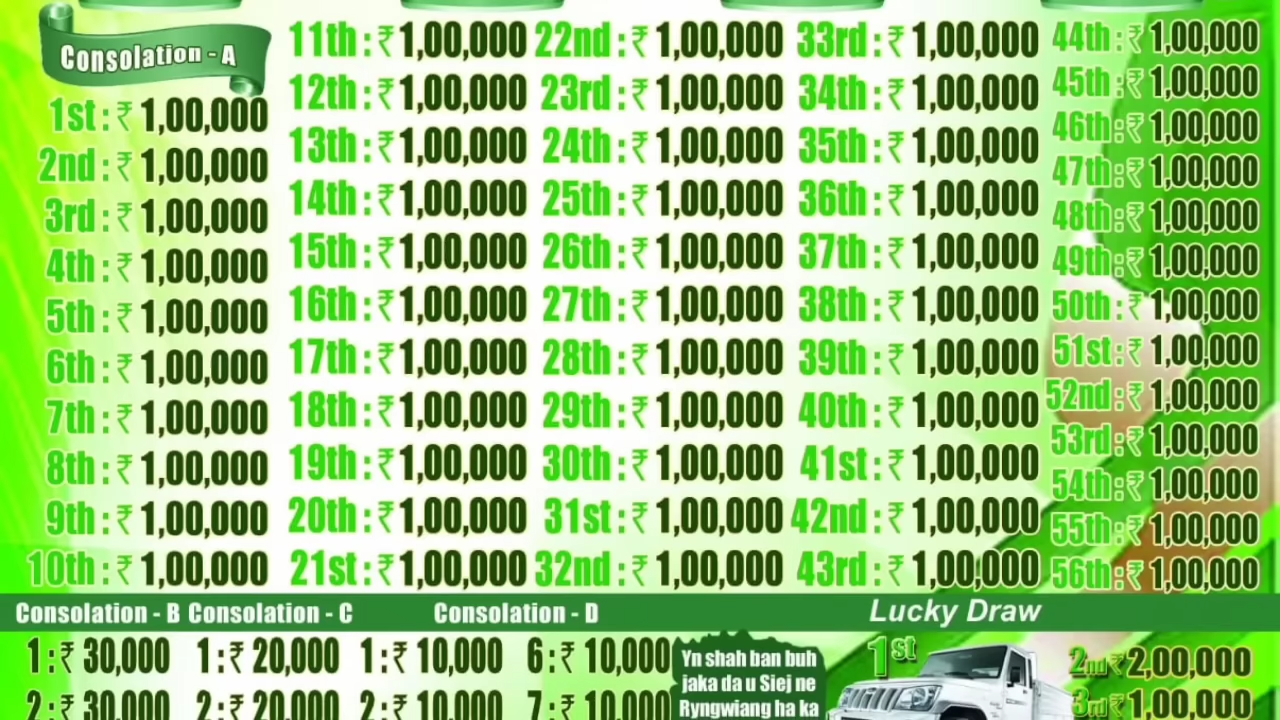 Consolation - A
1st : ₹ 1,00,000
2nd : ₹ 1,00,000
3rd : ₹ 1,00,000
4th : ₹ 1,00,000
5th : ₹ 1,00,000
6th : ₹ 1,00,000
7th : ₹ 1,00,000
8th : ₹ 1,00,000
9th : ₹ 1,00,000
10th : ₹ 1,00,000
11th : ₹ 1,00,000
12th : ₹ 1,00,000
13th : ₹ 1,00,000
14th : ₹ 1,00,000
15th : ₹ 1,00,000
16th : ₹ 1,00,000
17th : ₹ 1,00,000
18th : ₹ 1,00,000
19th : ₹ 1,00,000
20th : ₹ 1,00,000
21st : ₹ 1,00,000
22nd : ₹ 1,00,000
23rd : ₹ 1,00,000
24th : ₹ 1,00,000
25th : ₹ 1,00,000
26th : ₹ 1,00,000
27th : ₹ 1,00,000
28th : ₹ 1,00,000
29th : ₹ 1,00,000
30th : ₹ 1,00,000
31st : ₹ 1,00,000
32nd : ₹ 1,00,000
33rd : ₹ 1,00,000
34th : ₹ 1,00,000
35th : ₹ 1,00,000
36th : ₹ 1,00,000
37th : ₹ 1,00,000
38th : ₹ 1,00,000
39th : ₹ 1,00,000
40th : ₹ 1,00,000
41st : ₹ 1,00,000
42nd : ₹ 1,00,000
43rd : ₹ 1,00,000
44th : ₹ 1,00,000
45th : ₹ 1,00,000
46th : ₹ 1,00,000
47th : ₹ 1,00,000
48th : ₹ 1,00,000
49th : ₹ 1,00,000
50th : ₹ 1,00,000
51st : ₹ 1,00,000
52nd : ₹ 1,00,000
53rd : ₹ 1,00,000
54th : ₹ 1,00,000
55th : ₹ 1,00,000
56th : ₹ 1,00,000
Consolation - B
1 : ₹ 30,000
2 : ₹ 30,000
Consolation - C
1 : ₹ 20,000
2 : ₹ 20,000
Consolation - D
1 : ₹ 10,000
2 : ₹ 10,000
6 : ₹ 10,000
7 : ₹ 10,000
Yn shah ban buh
jaka da u Siej ne
Ryngwiang ha ka
Lucky Draw
1st
2nd ₹ 2,00,000
3rd ₹ 1,00,000